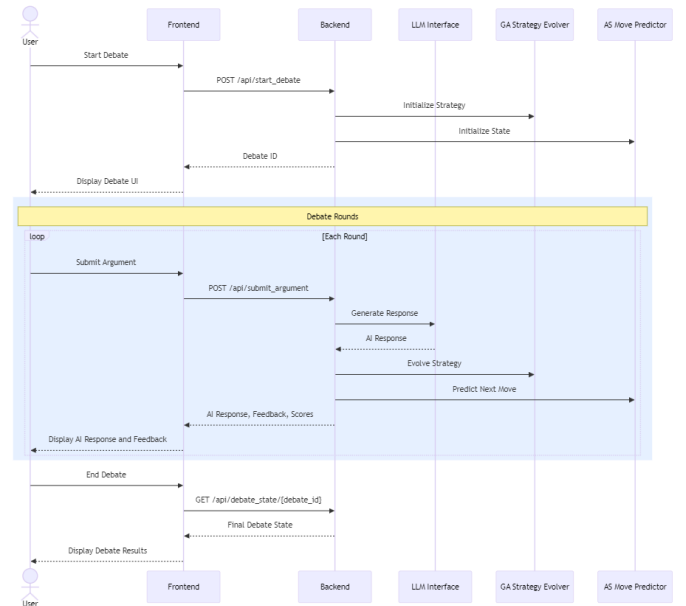 User
Frontend
Backend
LLM Interface
GA Strategy Evolver
AS Move Predictor
Start Debate
POST /api/start_debate
Initialize Strategy
Initialize State
Debate ID
Display Debate UI
Debate Rounds
loop
[Each Round]
Submit Argument
POST /api/submit_argument
Generate Response
AI Response
Evolve Strategy
Predict Next Move
AI Response, Feedback, Scores
Display AI Response and Feedback
End Debate
GET /api/debate_state/[debate_id]
Final Debate State
Display Debate Results
User
Frontend
Backend
LLM Interface
GA Strategy Evolver
AS Move Predictor